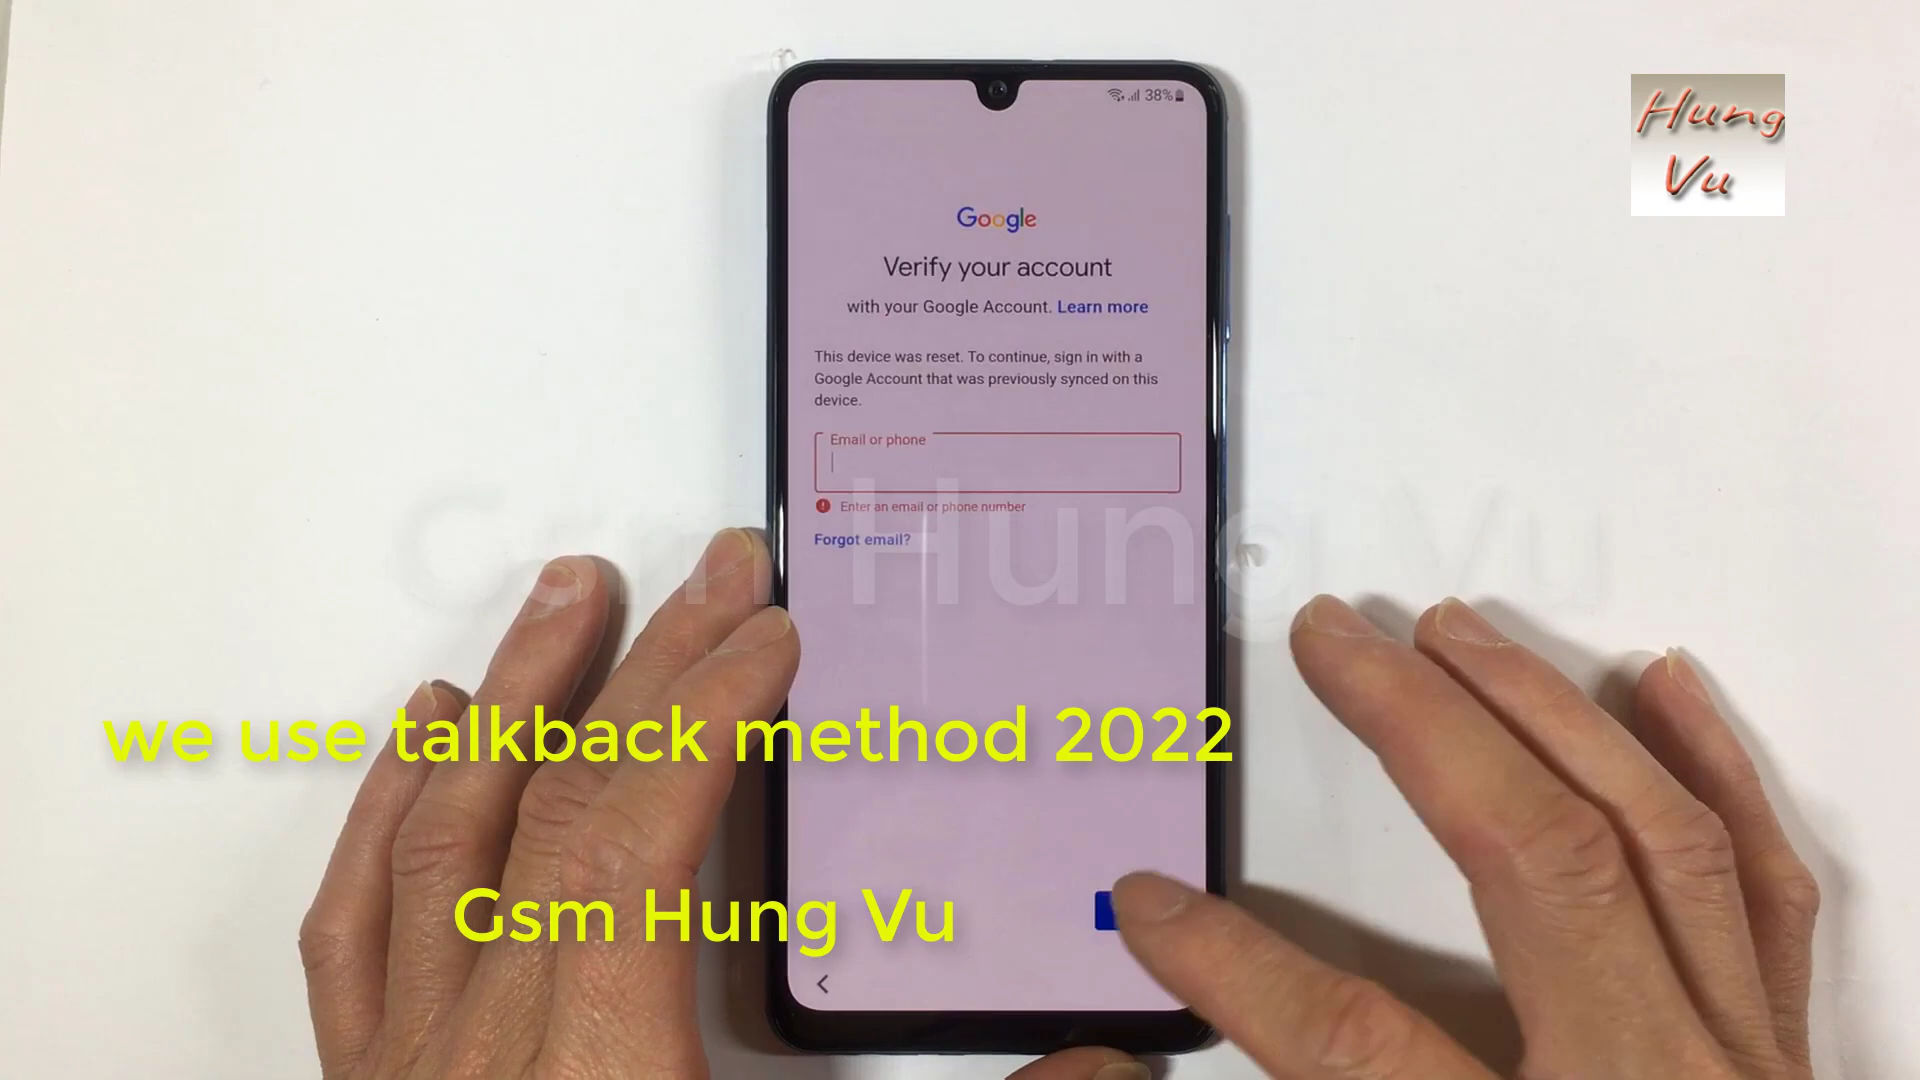 Hung
Vu
38%
Google
Verify your account
with your Google Account. Learn more
This device was reset. To continue, sign in with a
Google Account that was previously synced on this
device.
Email or phone
Enter an email or phone number
Forgot email?
Gsm Hung Vu
we use talkback method 2022
Gsm Hung Vu